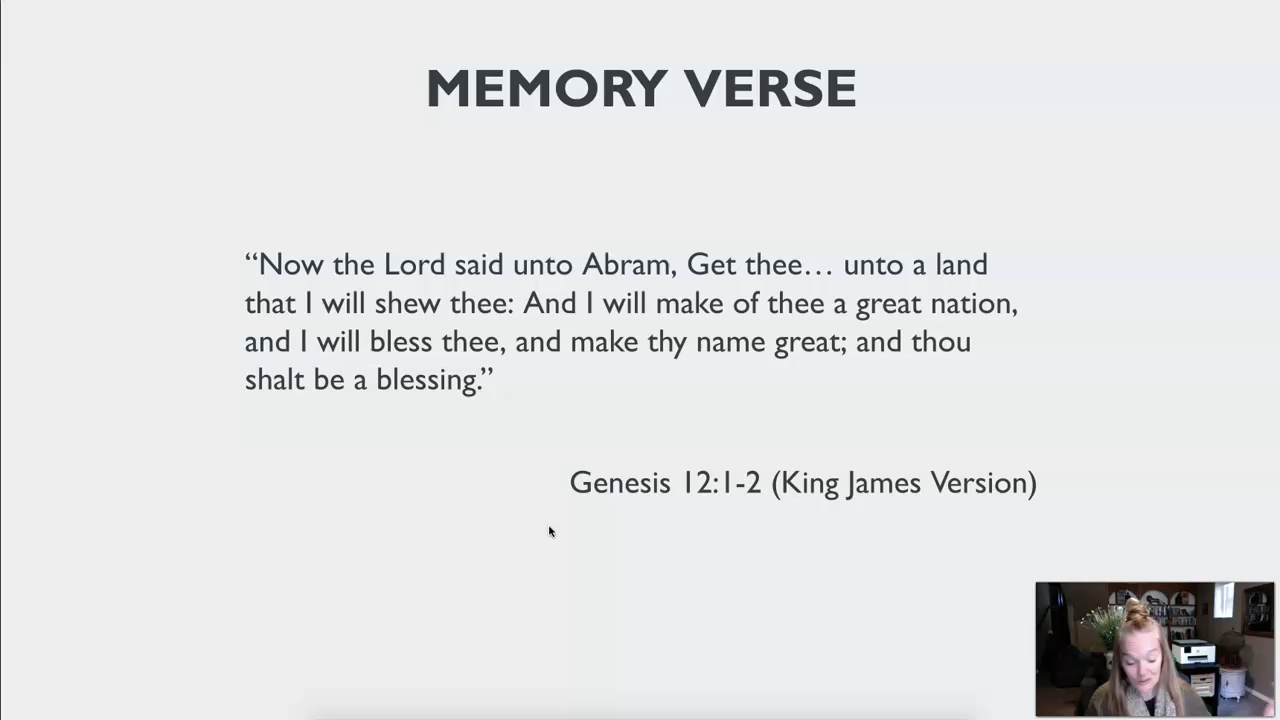 MEMORY VERSE
“Now the Lord said unto Abram, Get thee… unto a land
that I will shew thee: And I will make of thee a great nation,
and I will bless thee, and make thy name great; and thou
shalt be a blessing.”
Genesis 12:1-2 (King James Version)